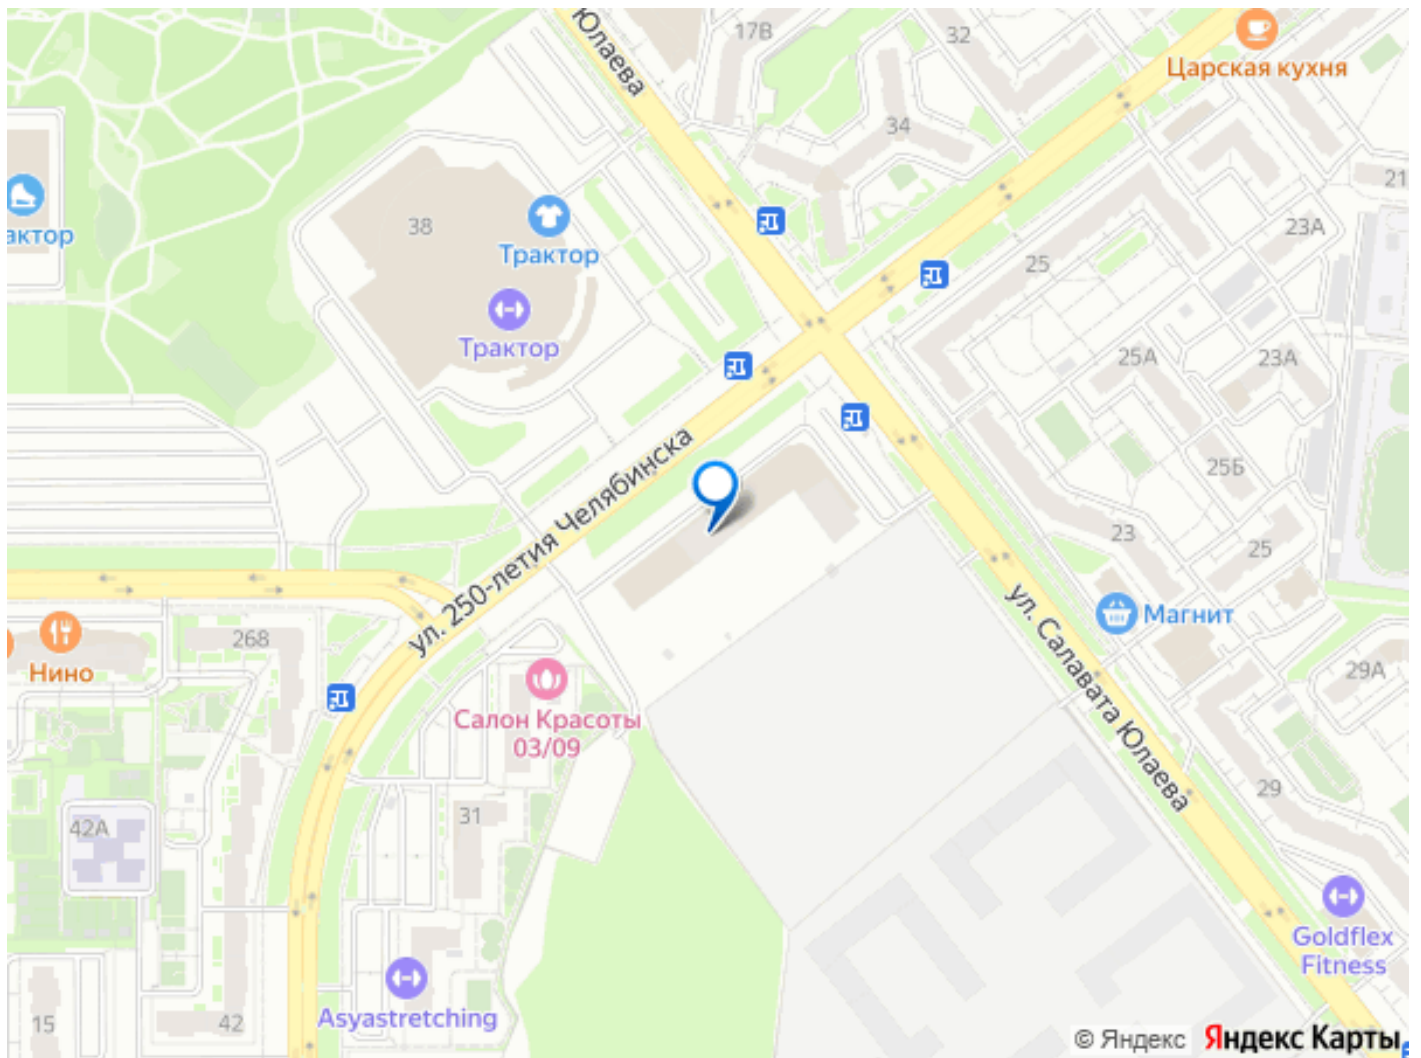 Юлаева
17В
32
Царская кухня
34
38
Трактор
Трактор
актор
21
23А
25
25А
23А
25Б
23
25
ул. 250-летия Челябинска
ул. Салавата Юлаева
Магнит
29А
29
268
Нино
Салон Красоты
03/09
31
42А
Asyastretching
15
42
Goldflex
Fitness
© Яндекс Яндекс Карты